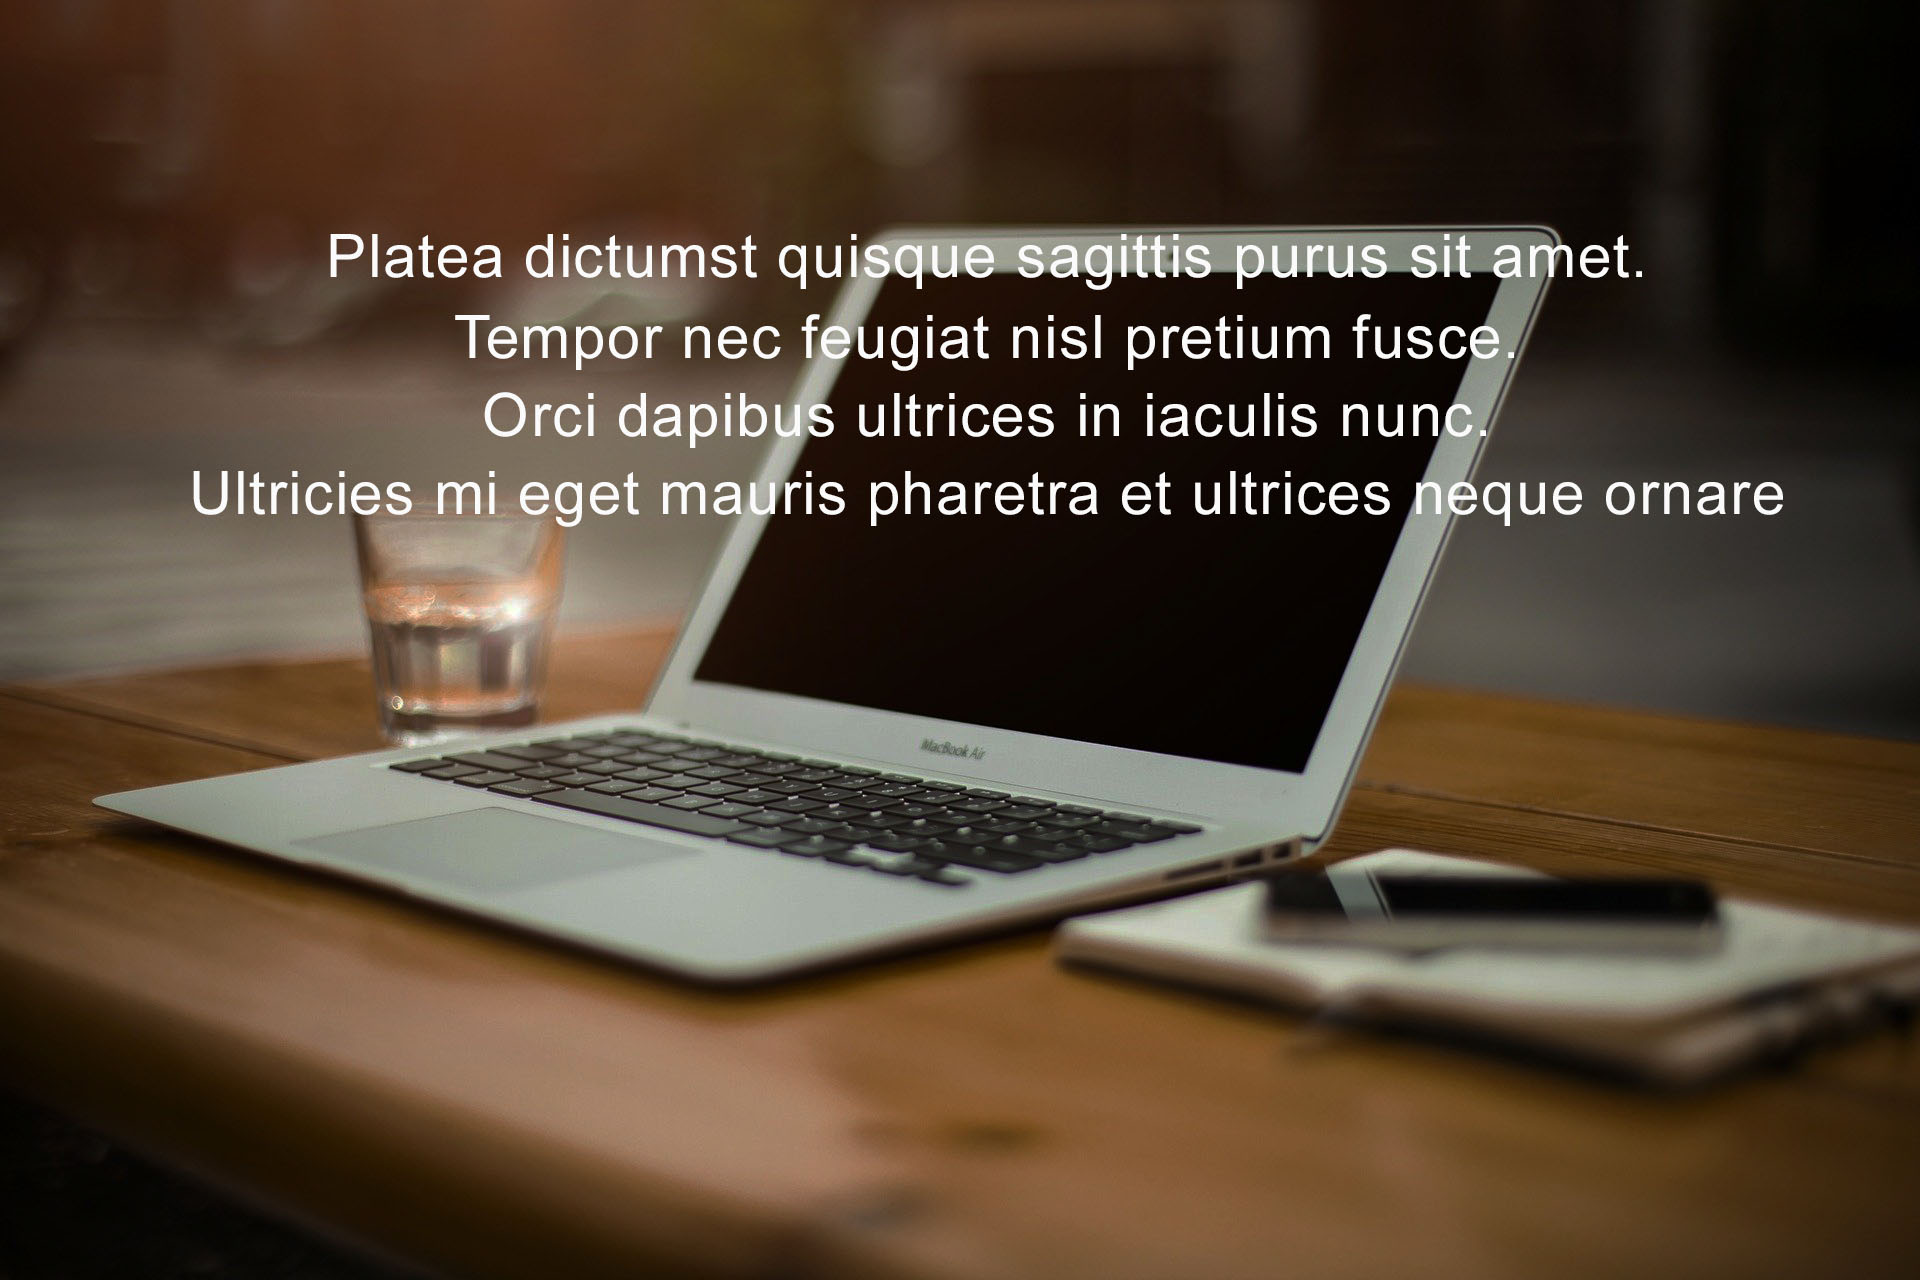 Platea dictumst quisque sagittis purus sit amet.
Tempor nec feugiat nisl pretium fusce.
Orci dapibus ultrices in iaculis nunc.
Ultricies mi eget mauris pharetra et ultrices neque ornare
MacBook Air